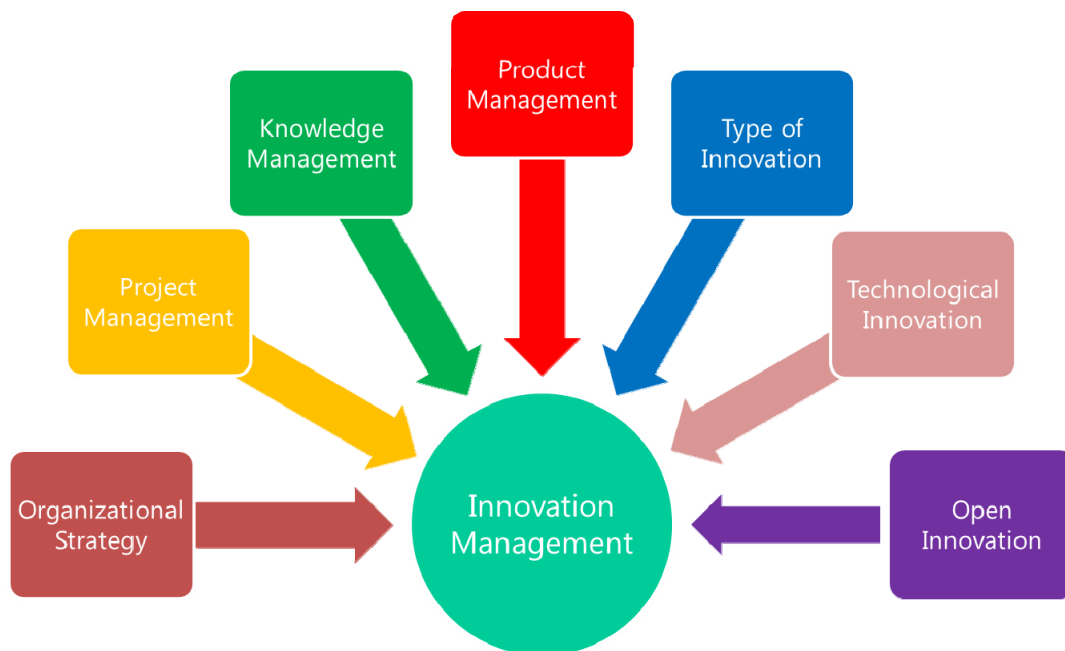 Product
Management
Knowledge
Management
Type of
Innovation
Project
Management
Technological
Innovation
Organizational
Strategy
Innovation
Management
Open
Innovation